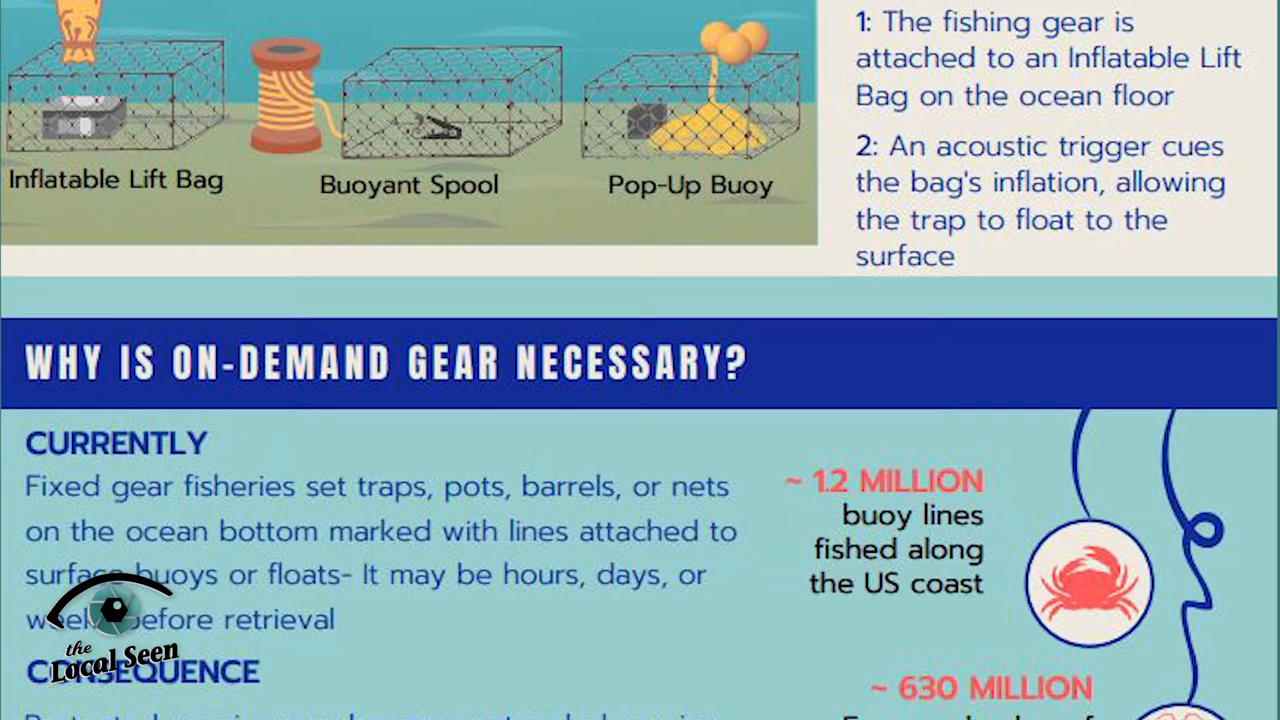 Inflatable Lift Bag
Buoyant Spool
Pop-Up Buoy
1: The fishing gear is
attached to an Inflatable Lift
Bag on the ocean floor
2: An acoustic trigger cues
the bag's inflation, allowing
the trap to float to the
surface
WHY IS ON-DEMAND GEAR NECESSARY?
CURRENTLY
Fixed gear fisheries set traps, pots, barrels, or nets
on the ocean bottom marked with lines attached to
surface buoys or floats- It may be hours, days, or
weeks before retrieval
CONSEQUENCE
~ 1.2 MILLION
buoy lines
fished along
the US coast
~ 630 MILLION
the
Local Seen